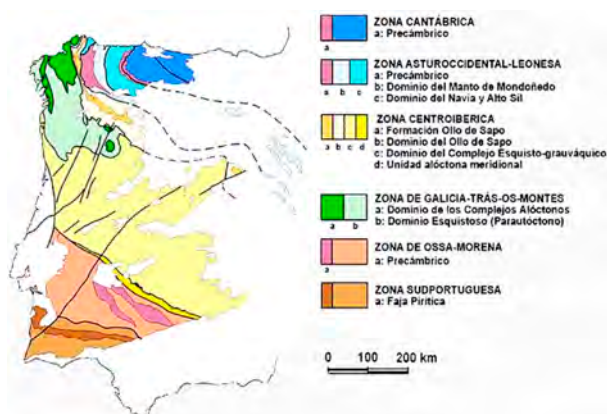 ZONA CANTÁBRICA
a: Precámbrico
a
ZONA ASTUROCCIDENTAL-LEONESA
a: Precámbrico
b: Dominio del Manto de Mondoñedo
c: Dominio del Navia y Alto Sil
a b c
ZONA CENTROIBERICA
a: Formación Ollo de Sapo
b: Dominio del Ollo de Sapo
c: Dominio del Complejo Esquisto-grauváquico
d: Unidad alóctona meridional
a b c d
ZONA DE GALICIA-TRÁS-OS-MONTES
a: Dominio de los Complejos Alóctonos
b: Dominio Esquistoso (Parautóctono)
a b
ZONA DE OSSA-MORENA
a: Precámbrico
a
ZONA SUDPORTUGUESA
a: Faja Pirítica
a
0 100 200 km